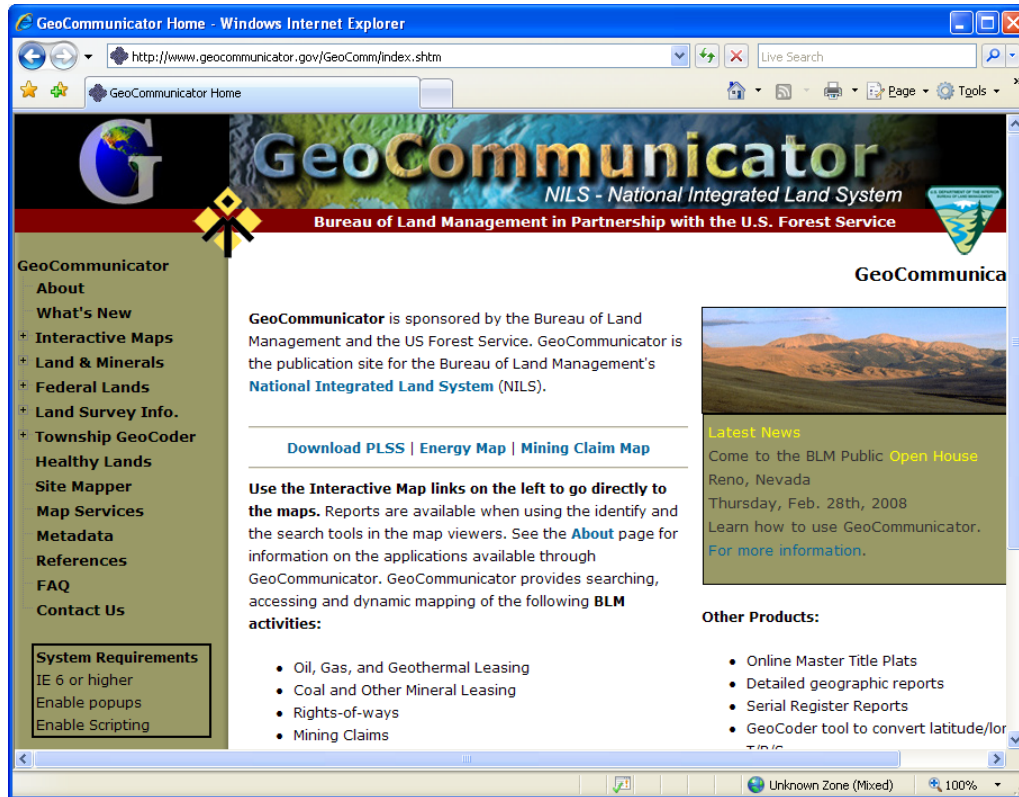 GeoCommunicator Home - Windows Internet Explorer
http://www.geocommunicator.gov/GeoComm/index.shtm
Live Search
GeoCommunicator Home
Page
Tools
G
GeoCommunicator
NILS - National Integrated Land System
Bureau of Land Management in Partnership with the U.S. Forest Service
U.S. DEPARTMENT OF THE INTERIOR
BUREAU OF LAND MANAGEMENT
GeoCommunicator
About
What's New
Interactive Maps
Land & Minerals
Federal Lands
Land Survey Info.
Township GeoCoder
Healthy Lands
Site Mapper
Map Services
Metadata
References
FAQ
Contact Us
System Requirements
IE 6 or higher
Enable popups
Enable Scripting
GeoCommunicator is sponsored by the Bureau of Land
Management and the US Forest Service. GeoCommunicator is
the publication site for the Bureau of Land Management's
National Integrated Land System (NILS).
Download PLSS | Energy Map | Mining Claim Map
Use the Interactive Map links on the left to go directly to
the maps. Reports are available when using the identify and
the search tools in the map viewers. See the About page for
information on the applications available through
GeoCommunicator. GeoCommunicator provides searching,
accessing and dynamic mapping of the following BLM
activities:
• Oil, Gas, and Geothermal Leasing
• Coal and Other Mineral Leasing
• Rights-of-ways
• Mining Claims
GeoCommunica
Latest News
Come to the BLM Public Open House
Reno, Nevada
Thursday, Feb. 28th, 2008
Learn how to use GeoCommunicator.
For more information.
Other Products:
• Online Master Title Plats
• Detailed geographic reports
• Serial Register Reports
• GeoCoder tool to convert latitude/lor
Unknown Zone (Mixed)
100%